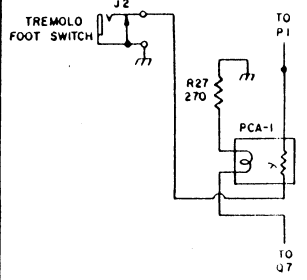 J2
TREMOLO
FOOT SWITCH
TO
P1
R27
270
PCA-1
TO
Q7